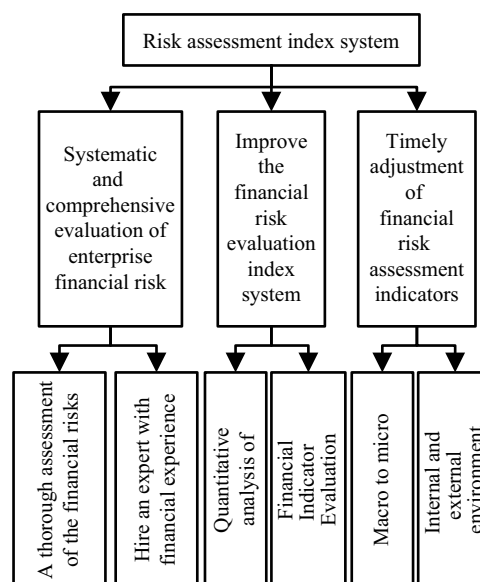 Risk assessment index system
Systematic
and
comprehensive
evaluation of
enterprise
financial risk
Improve
the
financial
risk
evaluation
index
system
Timely
adjustment
of
financial
risk
assessment
indicators
A thorough assessment
of the financial risks
Hire an expert with
financial experience
Quantitative
analysis of
Financial
Indicator
Evaluation
Macro to micro
Internal and
external
environment